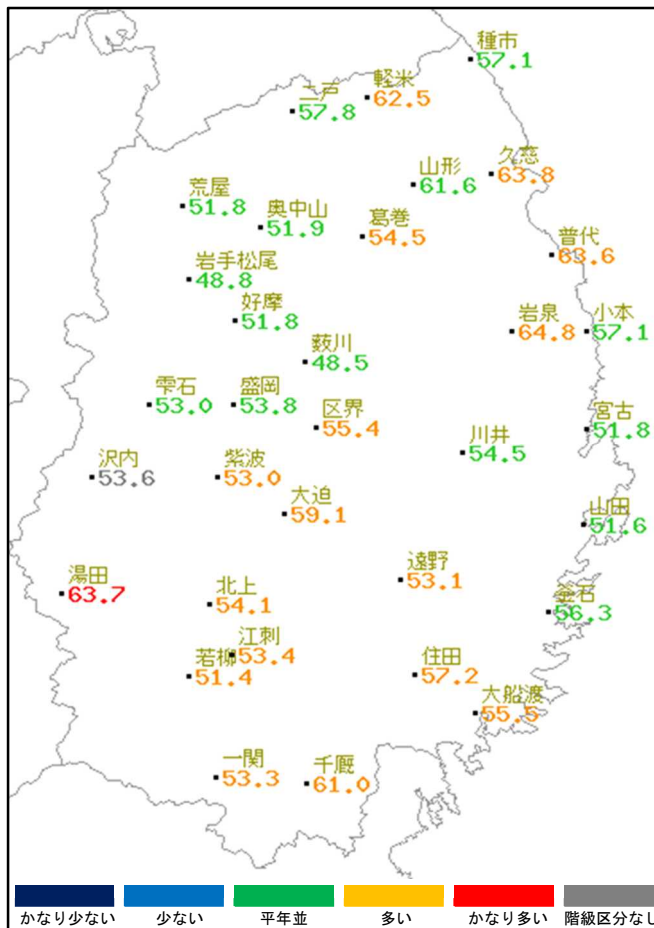 種市
57.1
軽米
62.5
二戸
57.8
久慈
63.8
山形
61.6
荒屋
51.8
奥中山
51.9
葛巻
54.5
普代
63.6
岩手松尾
48.8
好摩
51.8
岩泉
64.8
小本
57.1
薮川
48.5
雫石
53.0
盛岡
53.8
区界
55.4
宮古
51.8
川井
54.5
沢内
53.6
紫波
53.0
大迫
59.1
山田
51.6
湯田
63.7
北上
54.1
遠野
53.1
釜石
56.3
江刺
53.4
若柳
51.4
住田
57.2
大船渡
55.5
一関
53.3
千厩
61.0
かなり少ない 少ない 平年並 多い かなり多い 階級区分なし